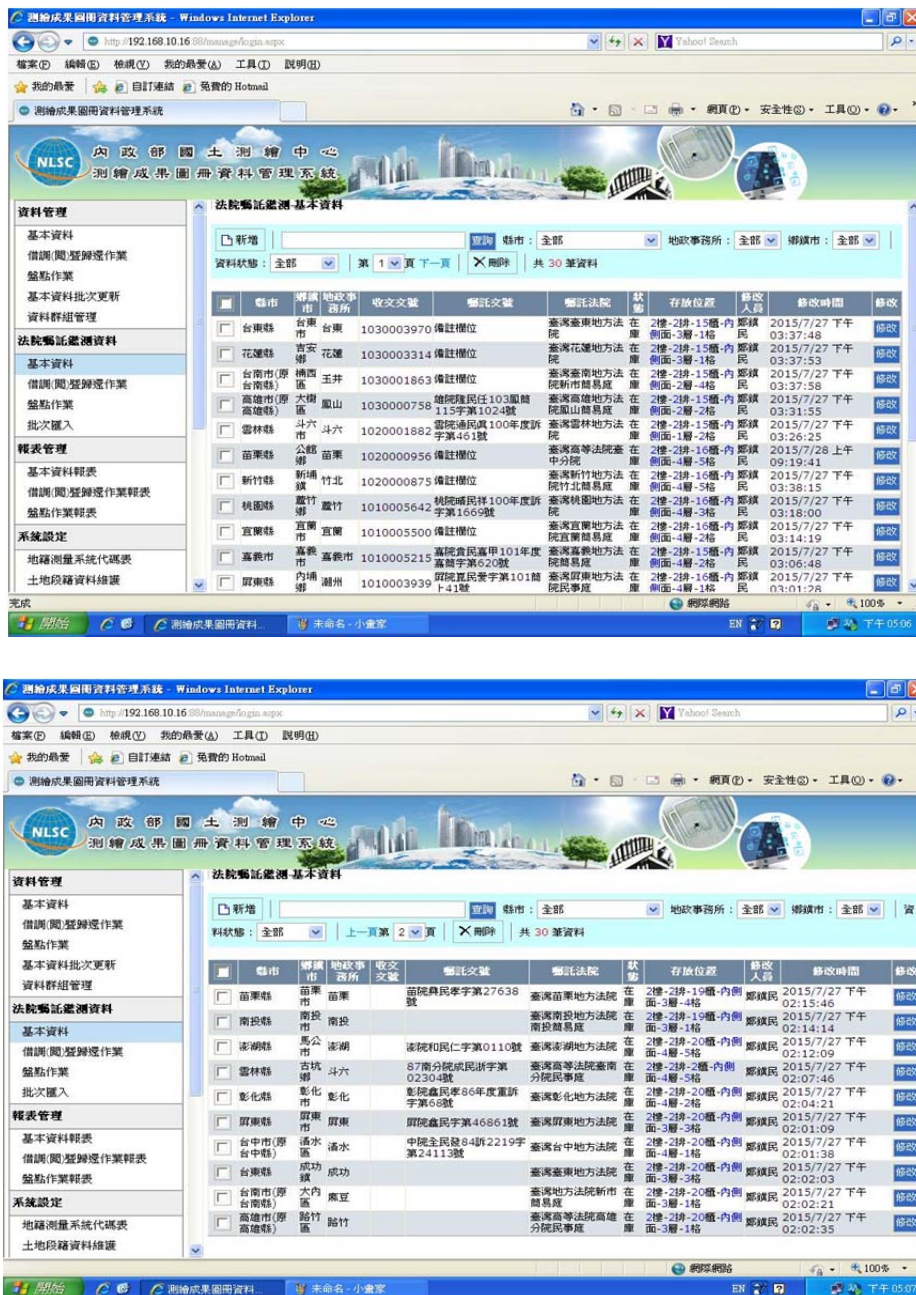 測繪成果圖冊資料管理系統 - Windows Internet Explorer
http://192.168.10.16:88/manage/login.aspx
Yahoo! Search
檔案(F) 編輯(E) 檢視(V) 我的最愛(A) 工具(T) 說明(H)
我的最愛 自訂連結 免費的 Hotmail
測繪成果圖冊資料管理系統
網頁(P) 安全性(S) 工具(O)
NLSC 內政部國土測繪中心
測繪成果圖冊資料管理系統
資料管理
基本資料
借調(閱)暨歸還作業
盤點作業
基本資料批次更新
資料群組管理
法院囑託鑑測資料
基本資料
借調(閱)暨歸還作業
盤點作業
批次匯入
報表管理
基本資料報表
借調(閱)暨歸還作業報表
盤點作業報表
系統設定
地籍測量系統代碼表
土地段籍資料維護
法院囑託鑑測-基本資料
新增 查詢 縣市：全部 地政事務所：全部 鄉鎮市：全部
資料狀態：全部 第 1 頁 下一頁 刪除 共 30 筆資料
縣市 鄉鎮市 地政事務所 收文文號 囑託文號 囑託法院 狀態 存放位置 修改人員 修改時間 修改
台東縣 台東市 台東 1030003970 備註欄位 臺灣臺東地方法院 在庫 2樓-2排-15櫃-內側面-3層-1格 鄭鎮民 2015/7/27 下午 03:37:48 修改
花蓮縣 吉安鄉 花蓮 1030003314 備註欄位 臺灣花蓮地方法院 在庫 2樓-2排-15櫃-內側面-3層-1格 鄭鎮民 2015/7/27 下午 03:37:53 修改
台南市(原台南縣) 楠西區 玉井 1030001863 備註欄位 臺灣臺南地方法院新市簡易庭 在庫 2樓-2排-15櫃-內側面-2層-4格 鄭鎮民 2015/7/27 下午 03:37:58 修改
高雄市(原高雄縣) 大樹區 鳳山 1030000758 雄院隆民任103鳳簡115字第1024號 臺灣高雄地方法院鳳山簡易庭 在庫 2樓-2排-15櫃-內側面-2層-2格 鄭鎮民 2015/7/27 下午 03:31:55 修改
雲林縣 斗六市 斗六 1020001882 雲院通民真100年度訴字第461號 臺灣雲林地方法院 在庫 2樓-2排-15櫃-內側面-1層-2格 鄭鎮民 2015/7/27 下午 03:26:25 修改
苗栗縣 公館鄉 苗栗 1020000956 備註欄位 臺灣高等法院臺中分院 在庫 2樓-2排-16櫃-內側面-4層-5格 鄭鎮民 2015/7/28 上午 09:19:41 修改
新竹縣 新埔鎮 竹北 1020000875 備註欄位 臺灣新竹地方法院竹北簡易庭 在庫 2樓-2排-16櫃-內側面-4層-5格 鄭鎮民 2015/7/27 下午 03:38:15 修改
桃園縣 蘆竹鄉 蘆竹 1010005642 桃院晴民祥100年度訴字第1669號 臺灣桃園地方法院 在庫 2樓-2排-16櫃-內側面-4層-3格 鄭鎮民 2015/7/27 下午 03:18:00 修改
宜蘭縣 宜蘭市 宜蘭 1010005500 備註欄位 臺灣宜蘭地方法院宜蘭簡易庭 在庫 2樓-2排-16櫃-內側面-4層-2格 鄭鎮民 2015/7/27 下午 03:14:19 修改
嘉義市 嘉義市 嘉義市 1010005215 嘉院貴民嘉甲101年度嘉簡字第620號 臺灣嘉義地方法院簡易庭 在庫 2樓-2排-15櫃-內側面-4層-2格 鄭鎮民 2015/7/27 下午 03:06:48 修改
屏東縣 內埔鄉 潮州 1010003939 屏院崑民愛字第101簡上41號 臺灣屏東地方法院民事庭 在庫 2樓-2排-16櫃-內側面-4層-1格 鄭鎮民 2015/7/27 下午 03:01:28 修改
完成 網際網路 100%
開始 測繪成果圖冊資料... 未命名 - 小畫家 EN 下午 05:06
測繪成果圖冊資料管理系統 - Windows Internet Explorer
http://192.168.10.16:88/manage/login.aspx
Yahoo! Search
檔案(F) 編輯(E) 檢視(V) 我的最愛(A) 工具(T) 說明(H)
我的最愛 自訂連結 免費的 Hotmail
測繪成果圖冊資料管理系統
網頁(P) 安全性(S) 工具(O)
NLSC 內政部國土測繪中心
測繪成果圖冊資料管理系統
資料管理
基本資料
借調(閱)暨歸還作業
盤點作業
基本資料批次更新
資料群組管理
法院囑託鑑測資料
基本資料
借調(閱)暨歸還作業
盤點作業
批次匯入
報表管理
基本資料報表
借調(閱)暨歸還作業報表
盤點作業報表
系統設定
地籍測量系統代碼表
土地段籍資料維護
法院囑託鑑測-基本資料
新增 查詢 縣市：全部 地政事務所：全部 鄉鎮市：全部 資
料狀態：全部 上一頁 第 2 頁 刪除 共 30 筆資料
縣市 鄉鎮市 地政事務所 收文文號 囑託文號 囑託法院 狀態 存放位置 修改人員 修改時間 修改
苗栗縣 苗栗市 苗栗 苗院興民孝字第27638號 臺灣苗栗地方法院 在庫 2樓-2排-19櫃-內側面-3層-4格 鄭鎮民 2015/7/27 下午 02:15:46 修改
南投縣 南投市 南投 臺灣南投地方法院南投簡易庭 在庫 2樓-2排-19櫃-內側面-3層-1格 鄭鎮民 2015/7/27 下午 02:14:14 修改
澎湖縣 馬公市 澎湖 澎院和民仁字第0110號 臺灣澎湖地方法院 在庫 2樓-2排-20櫃-內側面-4層-5格 鄭鎮民 2015/7/27 下午 02:12:09 修改
雲林縣 古坑鄉 斗六 87南分院成民浙字第02304號 臺灣高等法院臺南分院民事庭 在庫 2樓-2排-2櫃-內側面-4層-5格 鄭鎮民 2015/7/27 下午 02:07:46 修改
彰化縣 彰化市 彰化 彰院鑫民孝86年度重訴字第68號 臺灣彰化地方法院 在庫 2樓-2排-20櫃-內側面-4層-2格 鄭鎮民 2015/7/27 下午 02:04:21 修改
屏東縣 屏東市 屏東 屏院鑫民字第46861號 臺灣屏東地方法院 在庫 2樓-2排-20櫃-內側面-3層-3格 鄭鎮民 2015/7/27 下午 02:01:09 修改
台中市(原台中縣) 清水區 清水 中院全民發84訴2219字第24113號 臺灣台中地方法院 在庫 2樓-2排-20櫃-內側面-4層-1格 鄭鎮民 2015/7/27 下午 02:01:38 修改
台東縣 成功鎮 成功 臺灣臺東地方法院 在庫 2樓-2排-20櫃-內側面-3層-3格 鄭鎮民 2015/7/27 下午 02:02:03 修改
台南市(原台南縣) 大內區 麻豆 臺灣地方法院新市簡易庭 在庫 2樓-2排-20櫃-內側面-3層-1格 鄭鎮民 2015/7/27 下午 02:02:21 修改
高雄市(原高雄縣) 路竹區 路竹 臺灣高等法院高雄分院民事庭 在庫 2樓-2排-20櫃-內側面-3層-1格 鄭鎮民 2015/7/27 下午 02:02:35 修改
網際網路 100%
開始 測繪成果圖冊資料... 未命名 - 小畫家 EN 下午 05:07